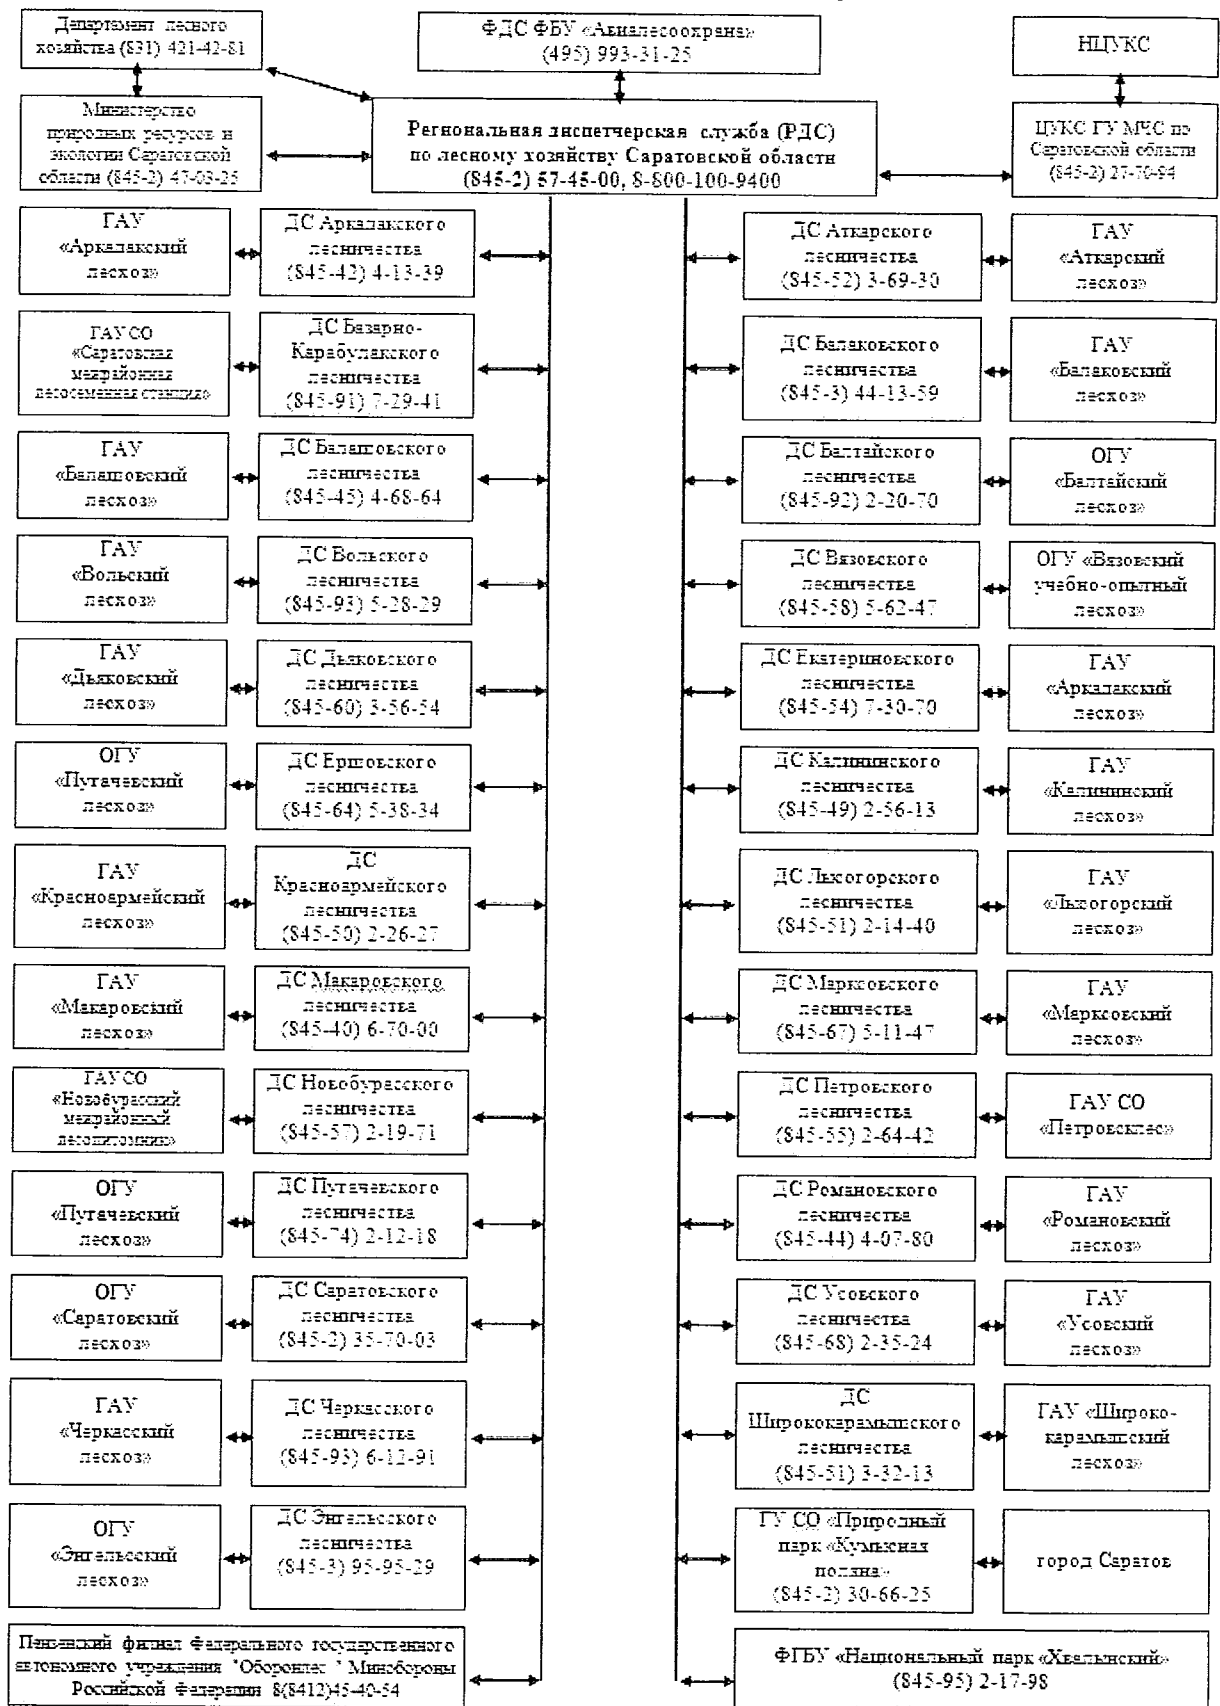 Департамент лесного
хозяйства (831) 421-42-81
ФДС ФБУ «Авиалесоохрана»
(495) 993-31-25
НЦУКС
Министерство
природных ресурсов и
экологии Саратовской
области (845-2) 47-03-25
Региональная диспетчерская служба (РДС)
по лесному хозяйству Саратовской области
(845-2) 57-45-00, 8-800-100-9400
ЦУКС ГУ МЧС по
Саратовской области
(845-2) 27-70-94
ГАУ
«Аркадакский
лесхоз»
ДС Аркадакского
лесничества
(845-42) 4-13-39
ДС Аткарского
лесничества
(845-52) 3-69-30
ГАУ
«Аткарский
лесхоз»
ГАУ СО
«Саратовская
межрайонная
лесосеменная станция»
ДС Базарно-
Карабулакского
лесничества
(845-91) 7-29-41
ДС Балаковского
лесничества
(845-3) 44-13-59
ГАУ
«Балаковский
лесхоз»
ГАУ
«Балашовский
лесхоз»
ДС Балашовского
лесничества
(845-45) 4-68-64
ДС Балтайского
лесничества
(845-92) 2-20-70
ОГУ
«Балтайский
лесхоз»
ГАУ
«Вольский
лесхоз»
ДС Вольского
лесничества
(845-93) 5-28-29
ДС Вязовского
лесничества
(845-58) 5-62-47
ОГУ «Вязовский
учебно-опытный
лесхоз»
ГАУ
«Дьяковский
лесхоз»
ДС Дьяковского
лесничества
(845-60) 3-56-54
ДС Екатериновского
лесничества
(845-54) 7-30-70
ГАУ
«Аркадакский
лесхоз»
ОГУ
«Пугачевский
лесхоз»
ДС Ершовского
лесничества
(845-64) 5-38-34
ДС Калининского
лесничества
(845-49) 2-56-13
ГАУ
«Калининский
лесхоз»
ГАУ
«Красноармейский
лесхоз»
ДС
Красноармейского
лесничества
(845-50) 2-26-27
ДС Лысогорского
лесничества
(845-51) 2-14-40
ГАУ
«Лысогорский
лесхоз»
ГАУ
«Макаровский
лесхоз»
ДС Макаровского
лесничества
(845-40) 6-70-00
ДС Марксовского
лесничества
(845-67) 5-11-47
ГАУ
«Марксовский
лесхоз»
ГАУ СО
«Новобурасский
межрайонный
лесопитомник»
ДС Новобурасского
лесничества
(845-57) 2-19-71
ДС Петровского
лесничества
(845-55) 2-64-42
ГАУ СО
«Петровсклес»
ОГУ
«Пугачевский
лесхоз»
ДС Пугачевского
лесничества
(845-74) 2-12-18
ДС Романовского
лесничества
(845-44) 4-07-80
ГАУ
«Романовский
лесхоз»
ОГУ
«Саратовский
лесхоз»
ДС Саратовского
лесничества
(845-2) 35-70-03
ДС Усовского
лесничества
(845-68) 2-35-24
ГАУ
«Усовский
лесхоз»
ГАУ
«Черкасский
лесхоз»
ДС Черкасского
лесничества
(845-93) 6-12-91
ДС
Ширококарамышского
лесничества
(845-51) 3-32-13
ГАУ «Широко-
карамышский
лесхоз»
ОГУ
«Энгельсский
лесхоз»
ДС Энгельсского
лесничества
(845-3) 95-95-29
ГУ СО «Природный
парк «Кумысная
поляна»
(845-2) 30-66-25
город Саратов
Пензенский филиал Федерального государственного
автономного учреждения "Оборонлес" Минобороны
Российской Федерации 8(8412)45-40-54
ФГБУ «Национальный парк «Хвалынский»
(845-95) 2-17-98